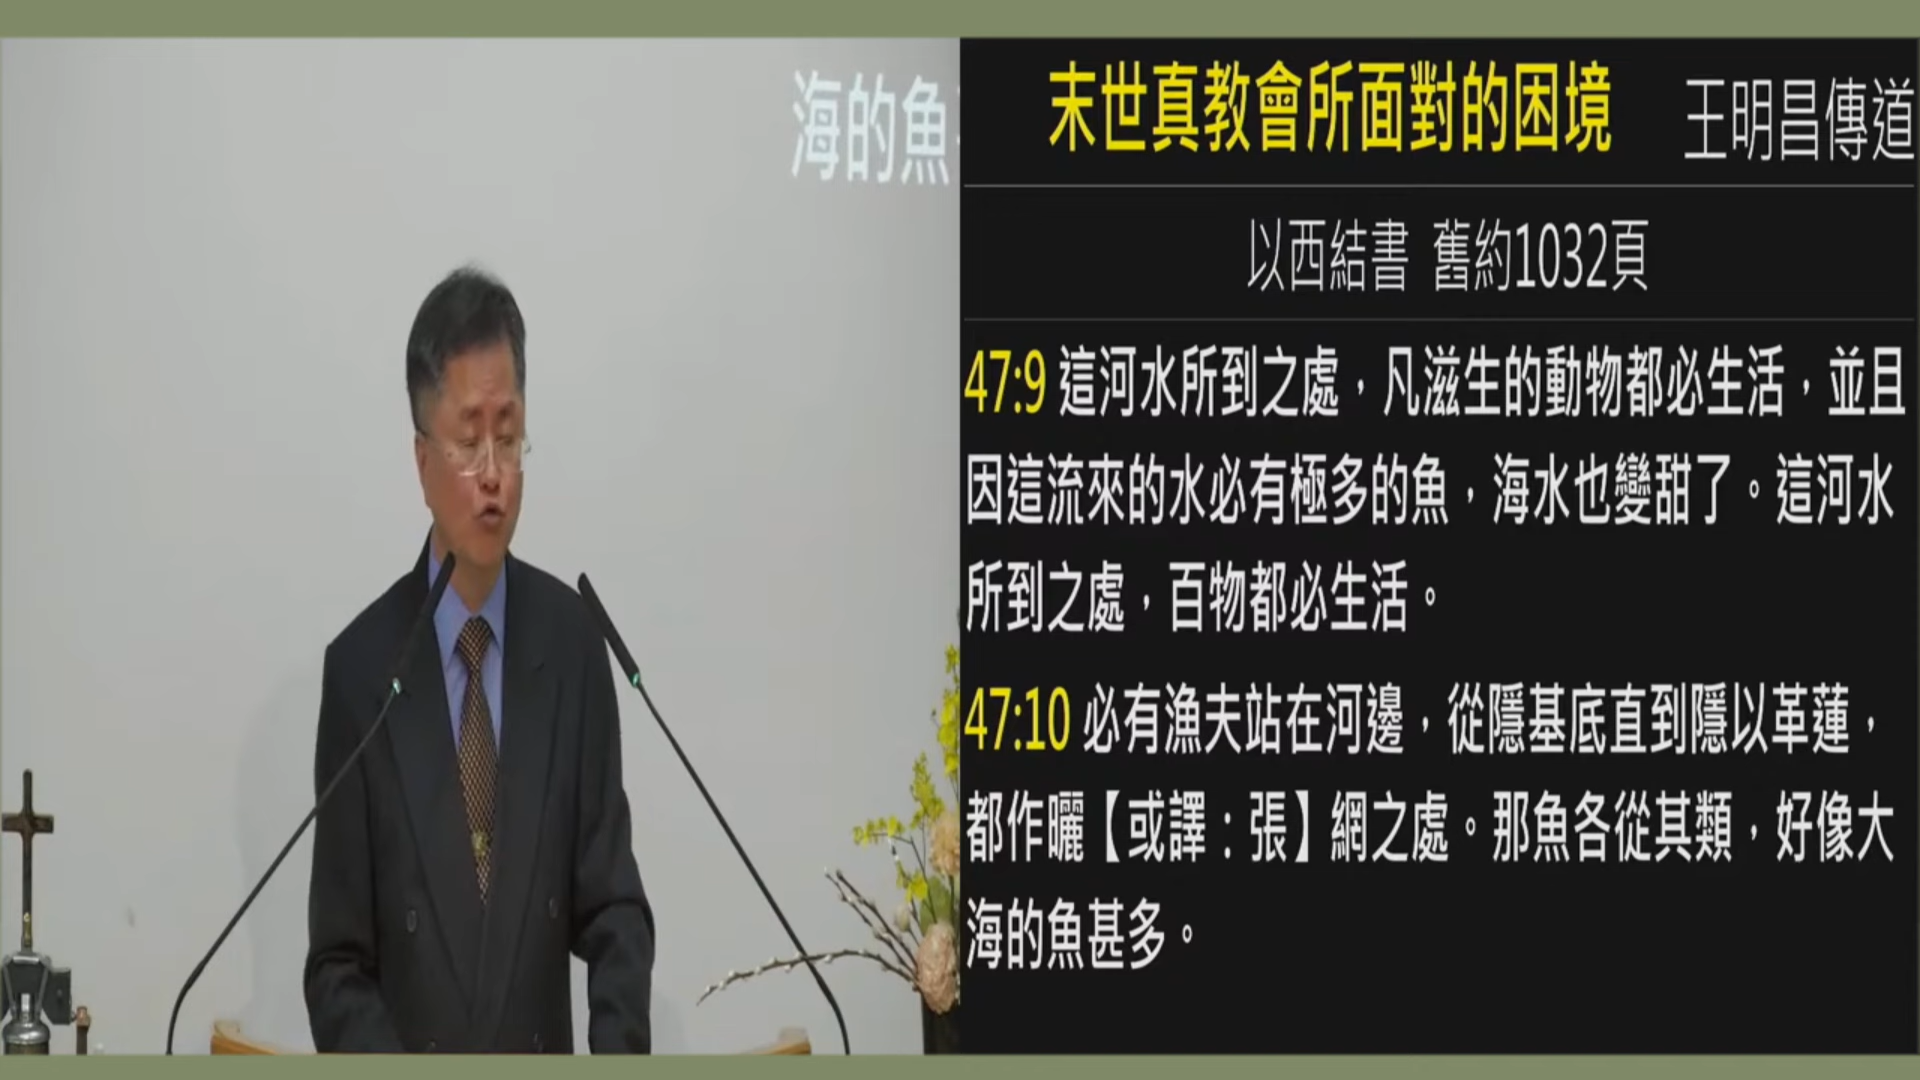 海的魚
末世真教會所面對的困境 王明昌傳道
以西結書 舊約1032頁
47:9 這河水所到之處，凡滋生的動物都必生活，並且
因這流來的水必有極多的魚，海水也變甜了。這河水
所到之處，百物都必生活。
47:10 必有漁夫站在河邊，從隱基底直到隱以革蓮，
都作曬【或譯：張】網之處。那魚各從其類，好像大
海的魚甚多。